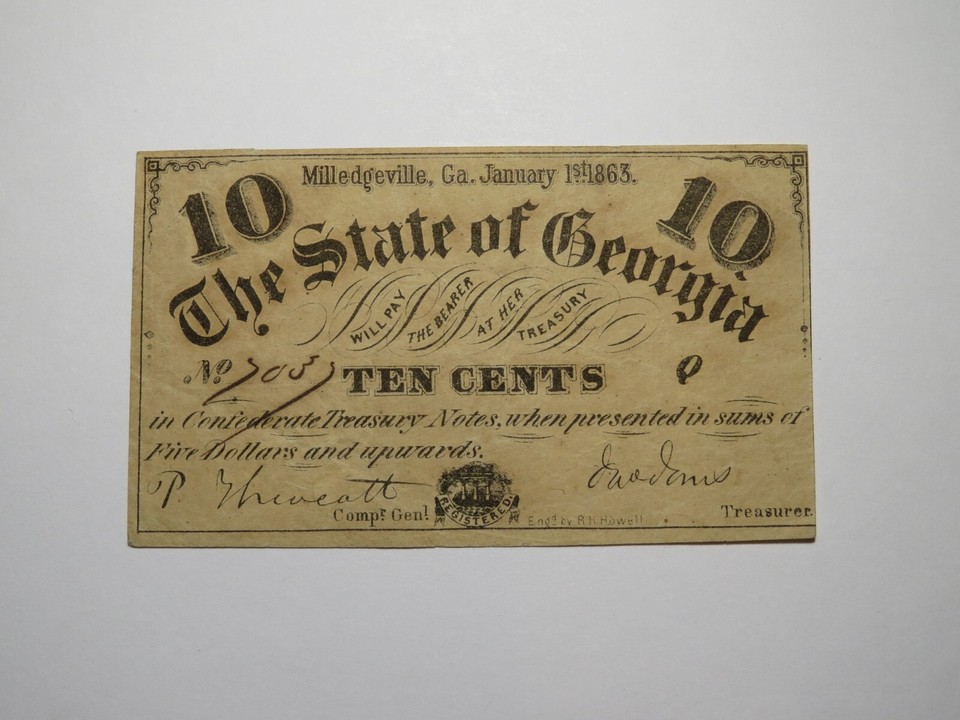 Milledgeville, Ga. January 1st 1863.
10 10
The State of Georgia
WILL PAY THE BEARER AT HER TREASURY
No 7037 TEN CENTS Q
in Confederate Treasury Notes, when presented in sums of
Five Dollars and upwards.
P. Thweatt
Compr. Genl. REGISTERED. Engd. by R.H. Howell Treasurer.